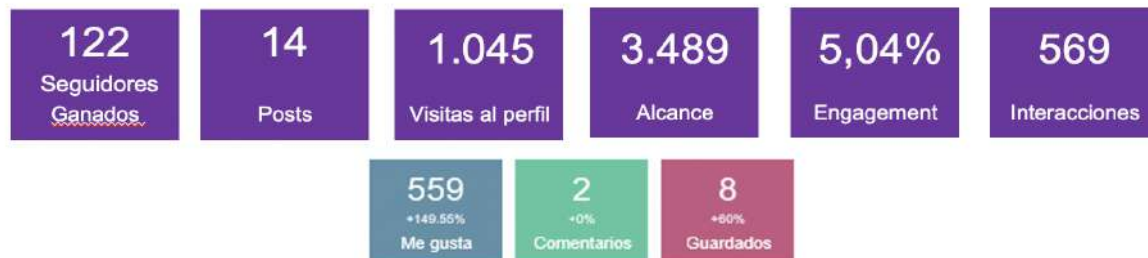 122
Seguidores
Ganados
14
Posts
1.045
Visitas al perfil
3.489
Alcance
5,04%
Engagement
569
Interacciones
559
+149.55%
Me gusta
2
+0%
Comentarios
8
+60%
Guardados